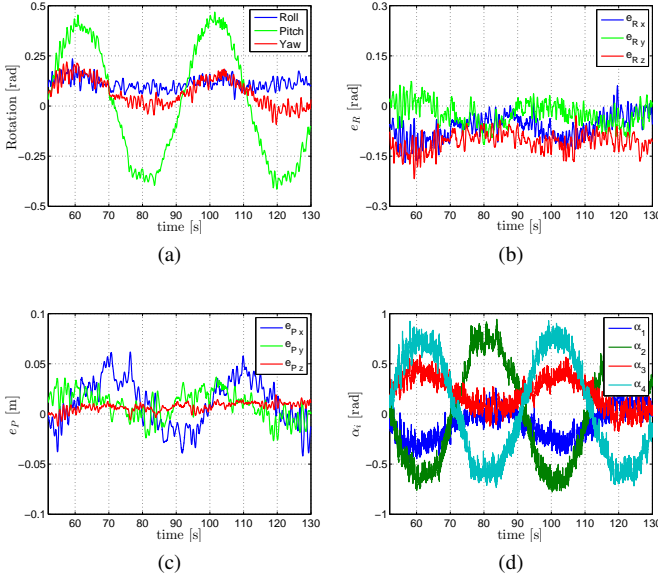 0.5
0.25
0
−0.25
−0.5
Rotation [rad]
Roll
Pitch
Yaw
60 70 80 90 100 110 120 130
time [s]
(a)
0.3
0.15
0
−0.15
−0.3
e_R [rad]
e_R x
e_R y
e_R z
60 70 80 90 100 110 120 130
time [s]
(b)
0.1
0.05
0
−0.05
−0.1
e_P [m]
e_P x
e_P y
e_P z
60 70 80 90 100 110 120 130
time [s]
(c)
1
0.5
0
−0.5
−1
α_i [rad]
α_1
α_2
α_3
α_4
60 70 80 90 100 110 120 130
time [s]
(d)